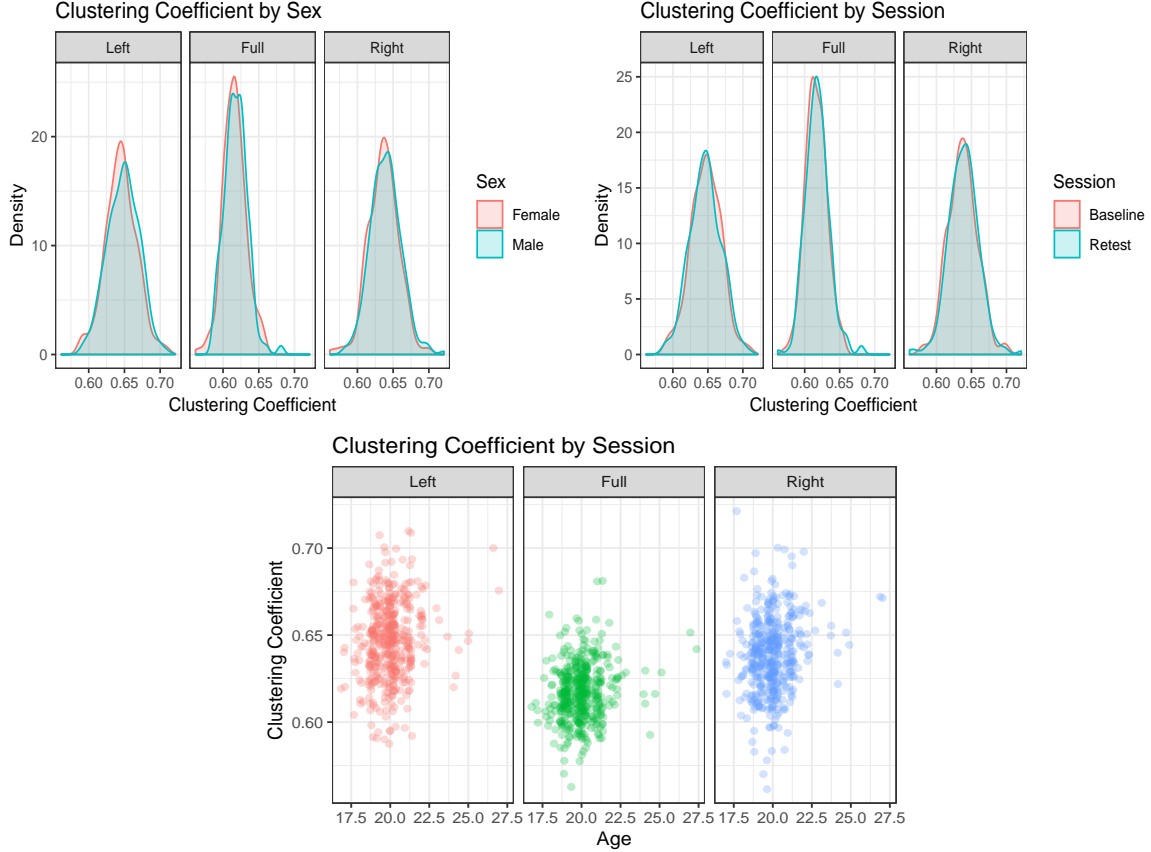 Clustering Coefficient by Sex
Left Full Right
20
10
0
Density
0.60 0.65 0.70 0.60 0.65 0.70 0.60 0.65 0.70
Clustering Coefficient
Sex
Female
Male
Clustering Coefficient by Session
Left Full Right
25
20
15
10
5
0
Density
0.60 0.65 0.70 0.60 0.65 0.70 0.60 0.65 0.70
Clustering Coefficient
Session
Baseline
Retest
Clustering Coefficient by Session
Left Full Right
0.70
0.65
0.60
Clustering Coefficient
17.5 20.0 22.5 25.0 27.5 17.5 20.0 22.5 25.0 27.5 17.5 20.0 22.5 25.0 27.5
Age